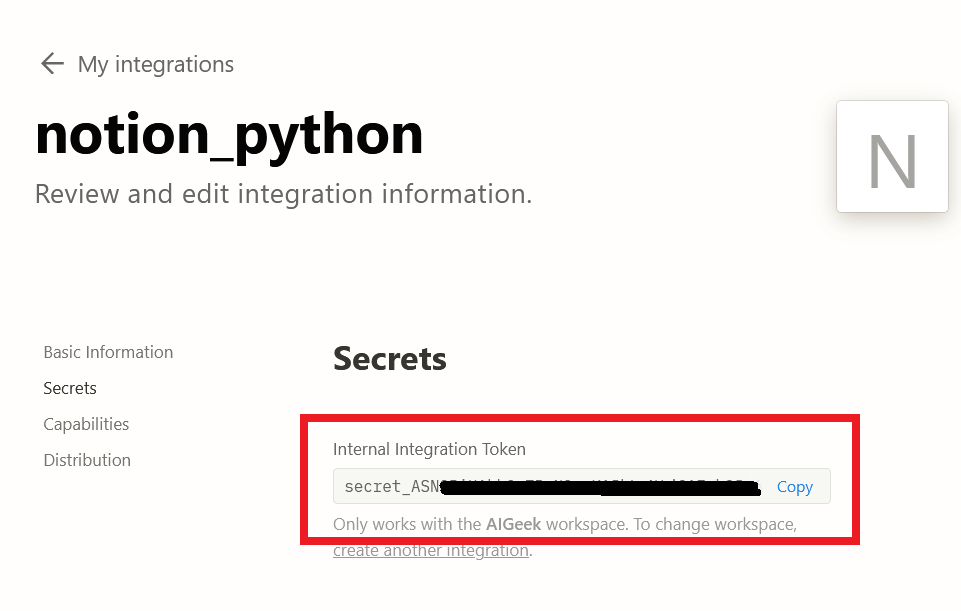 My integrations
notion_python
N
Review and edit integration information.
Basic Information
Secrets
Capabilities
Distribution
Secrets
Internal Integration Token
secret_ASN
Copy
Only works with the AIGeek workspace. To change workspace,
create another integration.